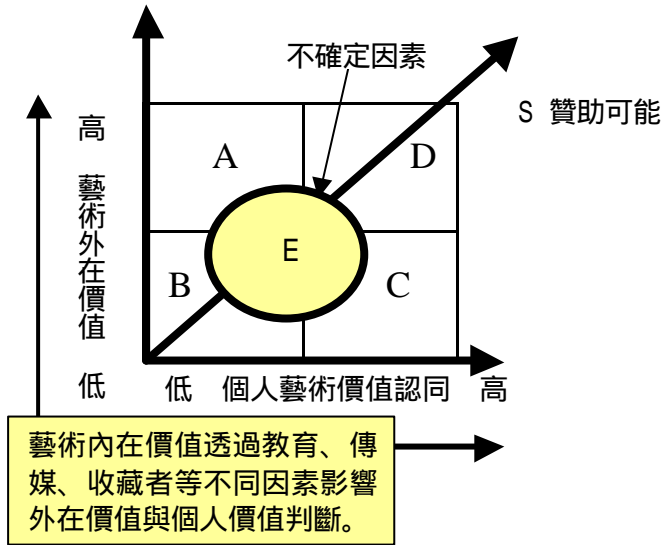 不確定因素
S 贊助可能
高 藝術外在價值 低
A
D
E
B
C
低 個人藝術價值認同 高
藝術內在價值透過教育、傳
媒、收藏者等不同因素影響
外在價值與個人價值判斷。